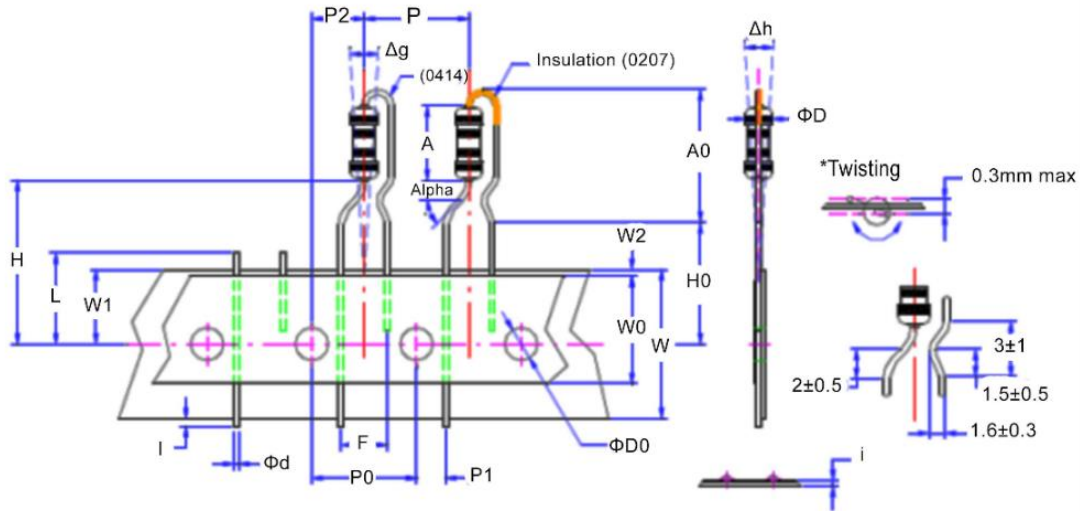 P2
P
Δh
Δg
(0414)
Insulation (0207)
ΦD
A
A0
*Twisting
0.3mm max
Alpha
H
L
W1
W2
H0
W0
W
3±1
2±0.5
1.5±0.5
1.6±0.3
I
Φd
F
P0
P1
ΦD0
i